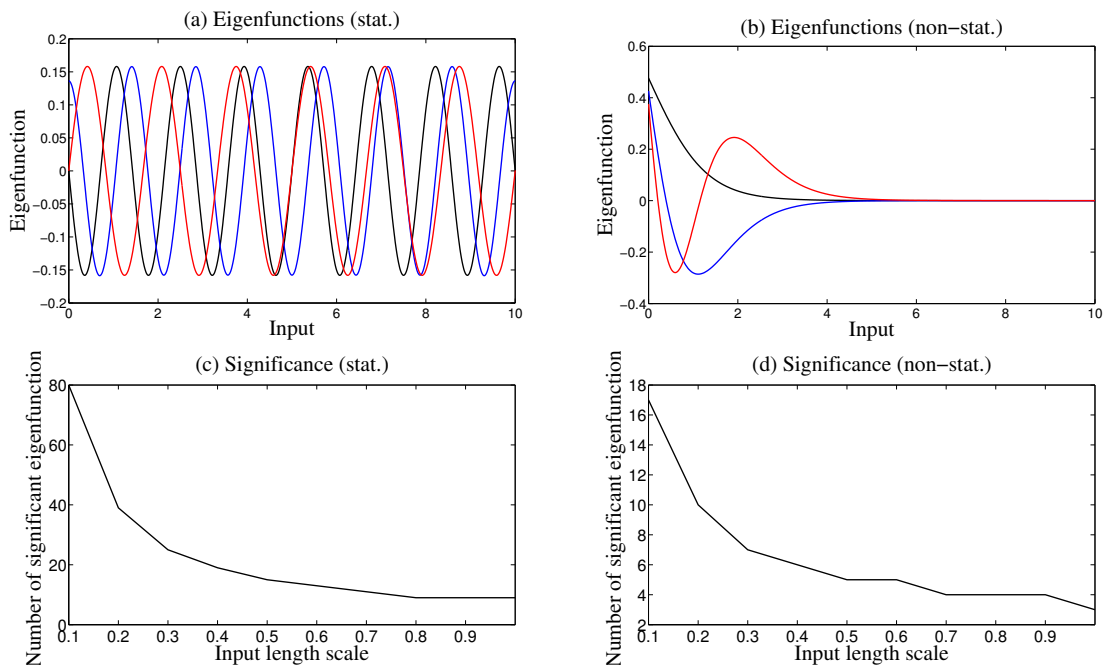 (a) Eigenfunctions (stat.)
Eigenfunction
0.2
0.15
0.1
0.05
0
−0.05
−0.1
−0.15
−0.2
0 2 4 6 8 10
Input
(b) Eigenfunctions (non−stat.)
Eigenfunction
0.6
0.4
0.2
0
−0.2
−0.4
0 2 4 6 8 10
Input
(c) Significance (stat.)
Number of significant eigenfunction
80
60
40
20
0
0.1 0.2 0.3 0.4 0.5 0.6 0.7 0.8 0.9
Input length scale
(d) Significance (non−stat.)
Number of significant eigenfunction
18
16
14
12
10
8
6
4
2
0.1 0.2 0.3 0.4 0.5 0.6 0.7 0.8 0.9
Input length scale